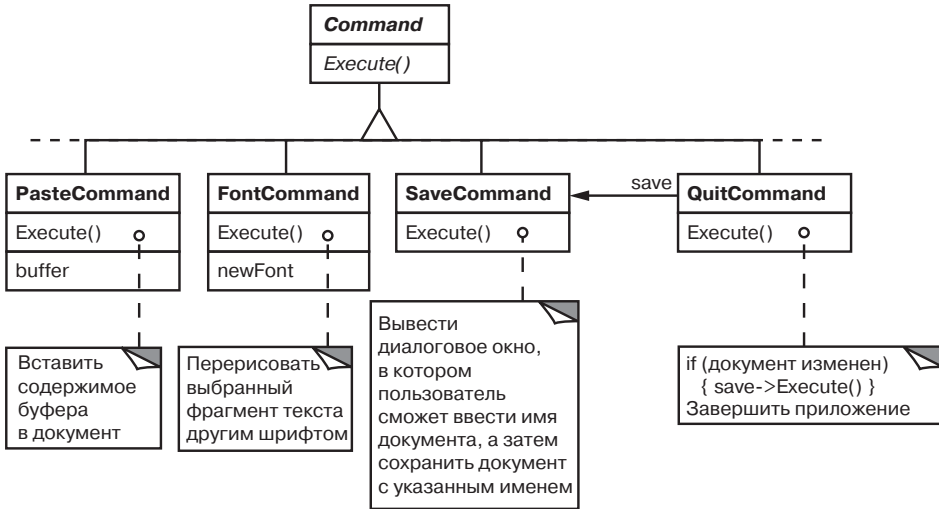 Command
Execute()
PasteCommand
Execute()
buffer
FontCommand
Execute()
newFont
SaveCommand
Execute()
save
QuitCommand
Execute()
Вставить
содержимое
буфера
в документ
Перерисовать
выбранный
фрагмент текста
другим шрифтом
Вывести
диалоговое окно,
в котором
пользователь
сможет ввести имя
документа, а затем
сохранить документ
с указанным именем
if (документ изменен)
{ save->Execute() }
Завершить приложение